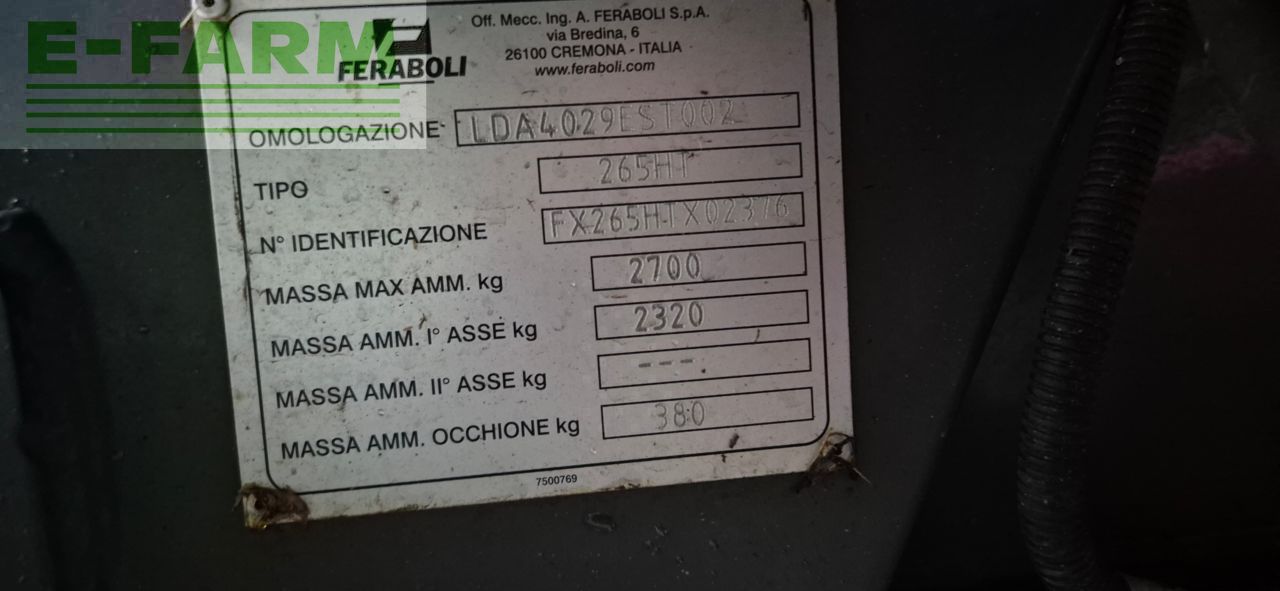 E-FARM
FERABOLI
Off. Mecc. Ing. A. FERABOLI S.p.A.
via Bredina, 6
26100 CREMONA - ITALIA
www.feraboli.com
OMOLOGAZIONE LDA4029EST002
TIPO 265HT
N° IDENTIFICAZIONE FX265HTX02376
MASSA MAX AMM. kg 2700
MASSA AMM. I° ASSE kg 2320
MASSA AMM. II° ASSE kg ---
MASSA AMM. OCCHIONE kg 380
7500769